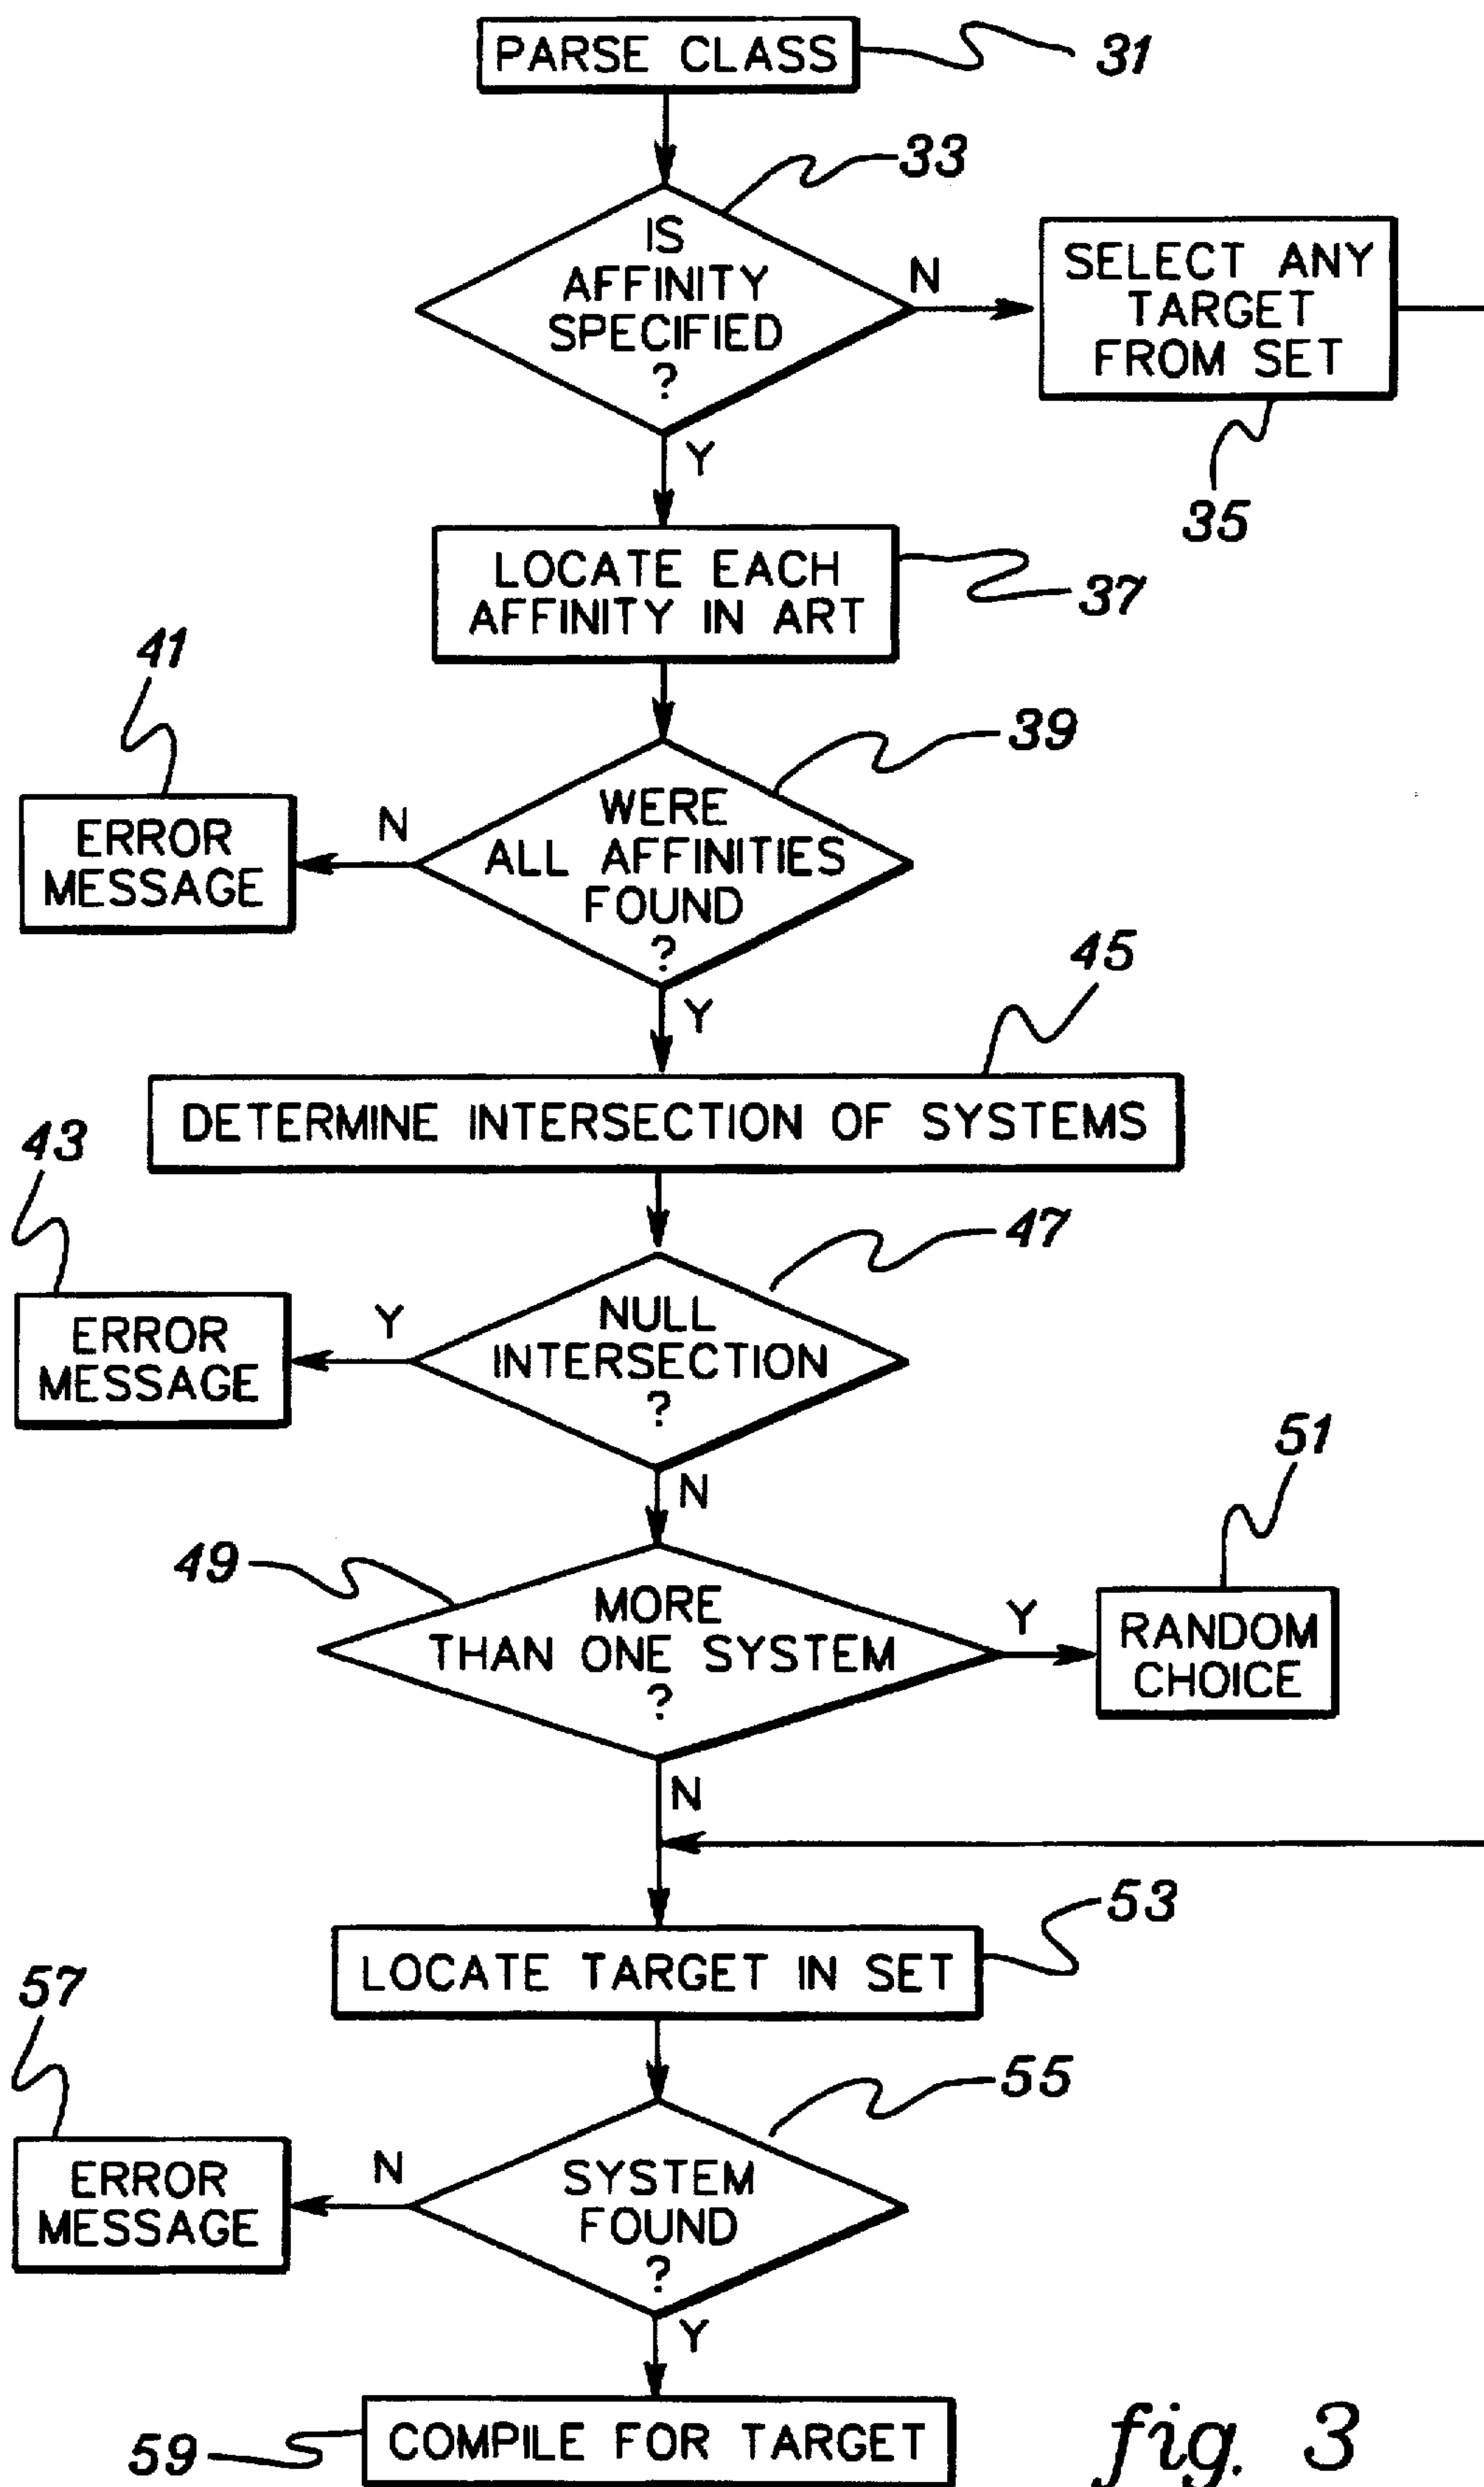 PARSE CLASS
31
33
IS
AFFINITY
SPECIFIED
?
N
SELECT ANY
TARGET
FROM SET
35
Y
LOCATE EACH
AFFINITY IN ART
37
41
39
ERROR
MESSAGE
N
WERE
ALL AFFINITIES
FOUND
?
Y
45
DETERMINE INTERSECTION OF SYSTEMS
43
47
ERROR
MESSAGE
Y
NULL
INTERSECTION
?
N
51
49
MORE
THAN ONE SYSTEM
?
Y
RANDOM
CHOICE
N
53
LOCATE TARGET IN SET
57
55
ERROR
MESSAGE
N
SYSTEM
FOUND
?
Y
59
COMPILE FOR TARGET
fig. 3